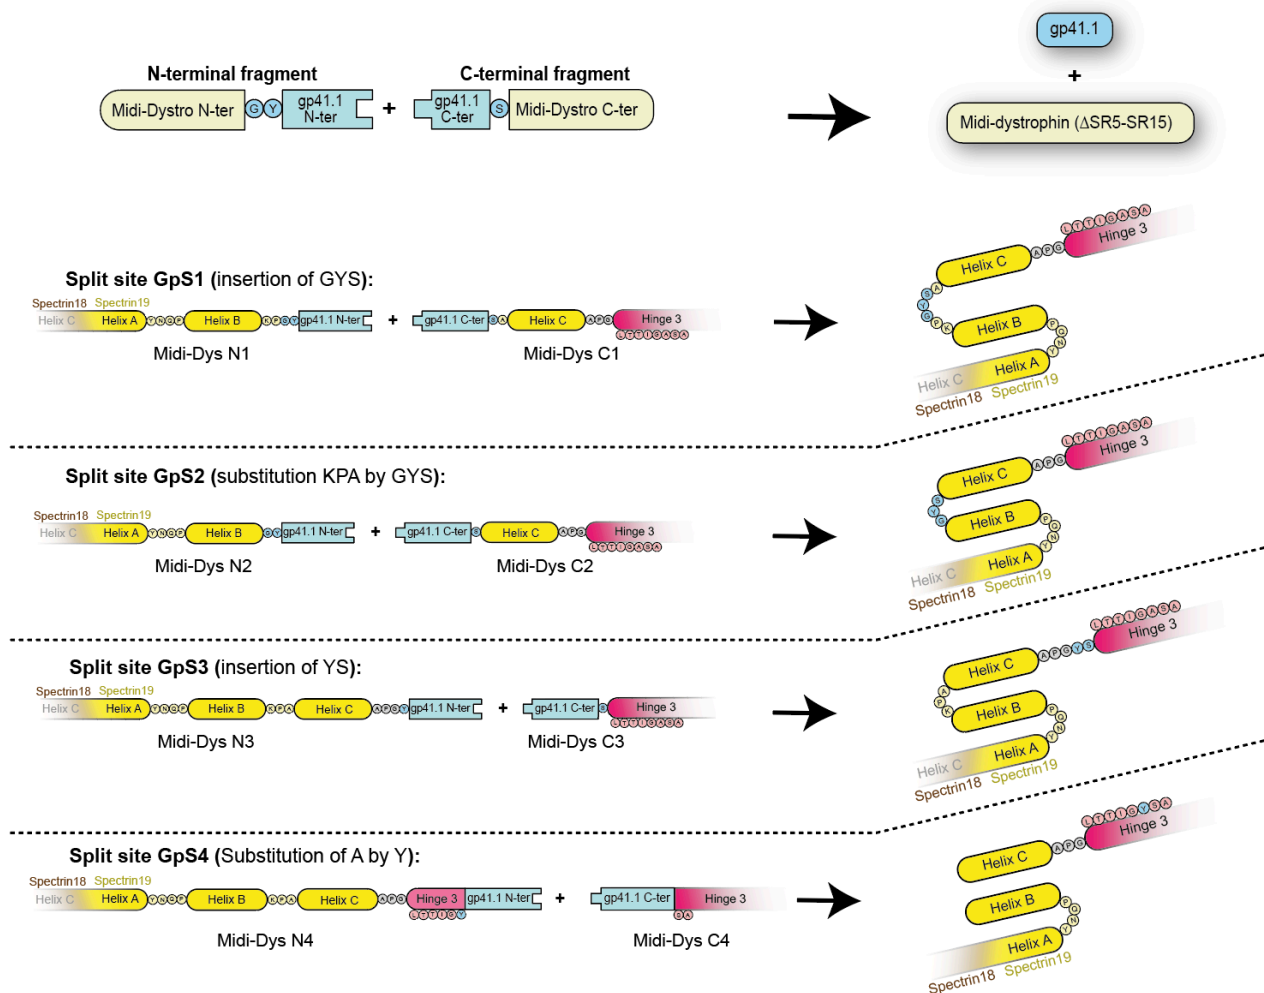 gp41.1
+
N-terminal fragment C-terminal fragment
Midi-Dystro N-ter G Y gp41.1 N-ter + gp41.1 C-ter S Midi-Dystro C-ter
Midi-dystrophin (ΔSR5-SR15)
Split site GpS1 (insertion of GYS):
Spectrin18 Spectrin19
Helix C Helix A Y N Q P Helix B K P G Y gp41.1 N-ter + gp41.1 C-ter S A Helix C A P G Hinge 3
L T T I G A S A
Midi-Dys N1 Midi-Dys C1
L T T I G A S A
Helix C A P G Hinge 3
A S Y G P K
Helix B P Q N Y
Helix C Helix A
Spectrin18 Spectrin19
Split site GpS2 (substitution KPA by GYS):
Spectrin18 Spectrin19
Helix C Helix A Y N Q P Helix B G Y gp41.1 N-ter + gp41.1 C-ter S Helix C A P G Hinge 3
L T T I G A S A
Midi-Dys N2 Midi-Dys C2
L T T I G A S A
Helix C A P G Hinge 3
S Y G
Helix B P Q N Y
Helix C Helix A
Spectrin18 Spectrin19
Split site GpS3 (insertion of YS):
Spectrin18 Spectrin19
Helix C Helix A Y N Q P Helix B K P A Helix C A P G Y gp41.1 N-ter + gp41.1 C-ter S Hinge 3
L T T I G A S A
Midi-Dys N3 Midi-Dys C3
L T T I G A S A
Helix C A P G Y S Hinge 3
A P K
Helix B P Q N Y
Helix C Helix A
Spectrin18 Spectrin19
Split site GpS4 (Substitution of A by Y):
Spectrin18 Spectrin19
Helix C Helix A Y N Q P Helix B K P A Helix C A P G Hinge 3 gp41.1 N-ter + gp41.1 C-ter Hinge 3
L T T I G Y S A
Midi-Dys N4 Midi-Dys C4
L T T I G Y S A
Helix C A P G Hinge 3
Helix B P Q N Y
Helix A
Spectrin18 Spectrin19